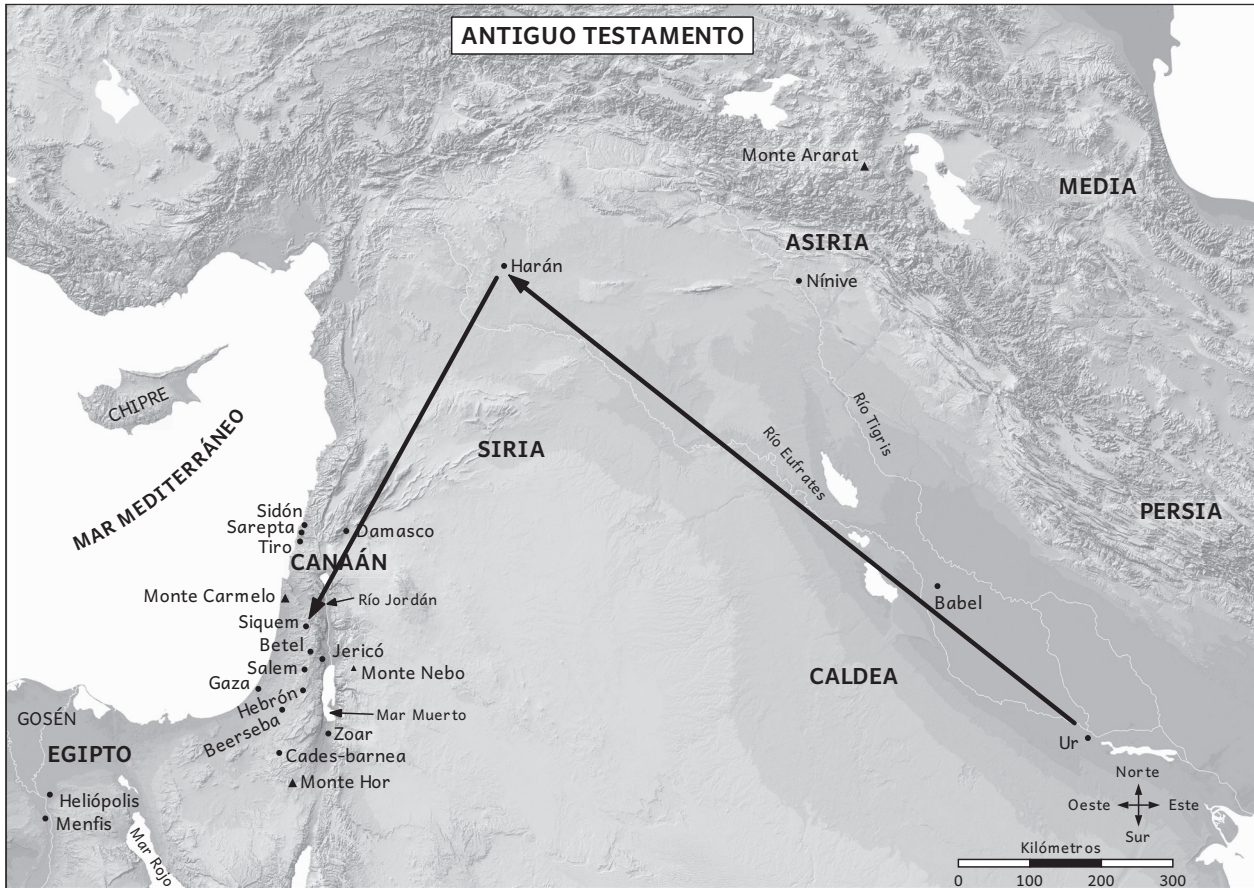 ANTIGUO TESTAMENTO
Monte Ararat
MEDIA
ASIRIA
Harán
Nínive
CHIPRE
MAR MEDITERRÁNEO
SIRIA
Río Tigris
Río Eufrates
PERSIA
Sidón
Sarepta
Tiro
Damasco
CANAÁN
Monte Carmelo
Río Jordán
Siquem
Babel
Betel
Jericó
Salem
Monte Nebo
Gaza
Hebrón
CALDEA
Beerseba
Mar Muerto
GOSÉN
Zoar
Ur
EGIPTO
Cades-barnea
Monte Hor
Heliópolis
Menfis
Mar Rojo
Norte
Oeste
Este
Sur
Kilómetros
0 100 200 300